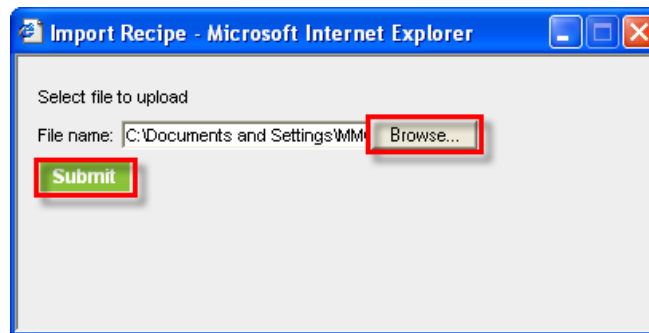 Import Recipe - Microsoft Internet Explorer
Select file to upload
File name: C:\Documents and Settings\MM Browse...
Submit